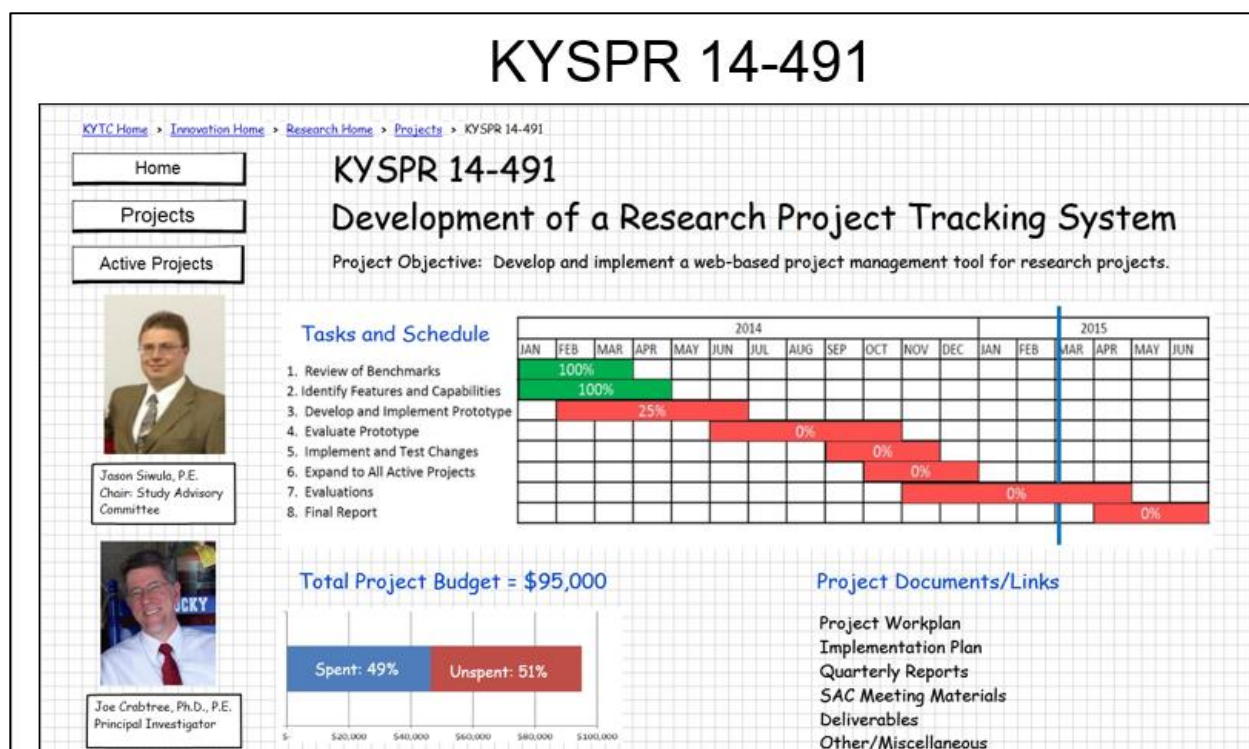 KYSPR 14-491
KYTC Home > Innovation Home > Research Home > Projects > KYSPR 14-491
Home
Projects
Active Projects
KYSPR 14-491
Development of a Research Project Tracking System
Project Objective: Develop and implement a web-based project management tool for research projects.
Jason Siwula, P.E.
Chair: Study Advisory
Committee
Joe Crabtree, Ph.D., P.E.
Principal Investigator
Tasks and Schedule
2014 2015
JAN FEB MAR APR MAY JUN JUL AUG SEP OCT NOV DEC JAN FEB MAR APR MAY JUN
1. Review of Benchmarks 100%
2. Identify Features and Capabilities 100%
3. Develop and Implement Prototype 25%
4. Evaluate Prototype 0%
5. Implement and Test Changes 0%
6. Expand to All Active Projects 0%
7. Evaluations 0%
8. Final Report 0%
Total Project Budget = $95,000
Spent: 49% Unspent: 51%
$- $20,000 $40,000 $60,000 $80,000 $100,000
Project Documents/Links
Project Workplan
Implementation Plan
Quarterly Reports
SAC Meeting Materials
Deliverables
Other/Miscellaneous